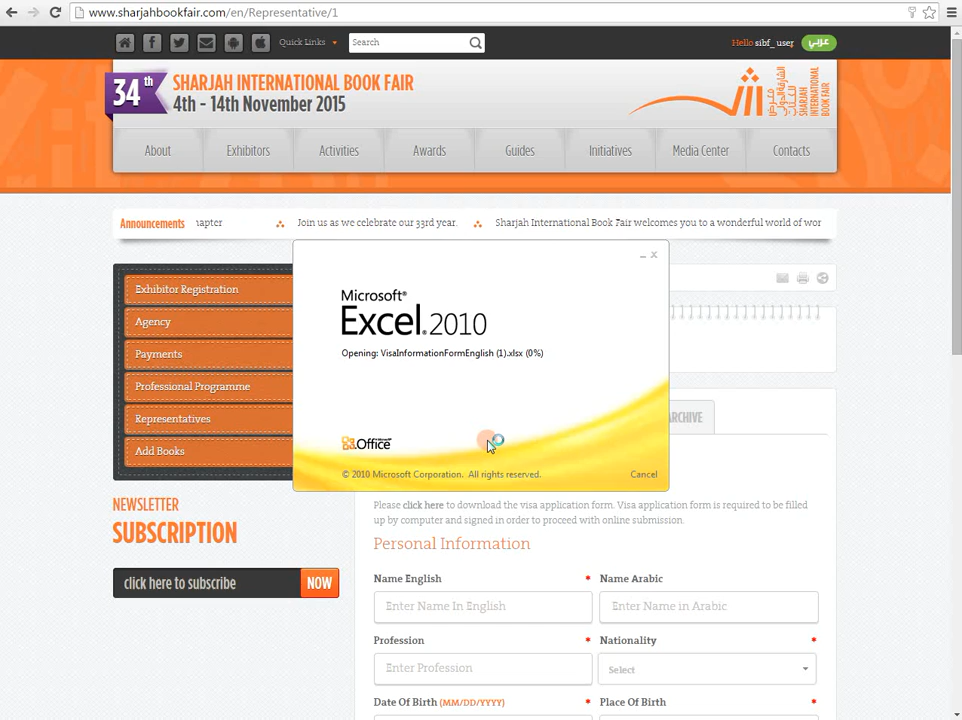 www.sharjahbookfair.com/en/Representative/1
Quick Links
Search
Hello sibf_user
عربي
34th
SHARJAH INTERNATIONAL BOOK FAIR
4th - 14th November 2015
SHARJAH
INTERNATIONAL
BOOK FAIR
About
Exhibitors
Activities
Awards
Guides
Initiatives
Media Center
Contacts
Announcements
hapter
Join us as we celebrate our 33rd year.
Sharjah International Book Fair welcomes you to a wonderful world of wor
Exhibitor Registration
Agency
Payments
Professional Programme
Representatives
Add Books
Microsoft®
Excel®2010
Opening: VisaInformationFormEnglish (1).xlsx (0%)
Office
© 2010 Microsoft Corporation. All rights reserved.
Cancel
ARCHIVE
NEWSLETTER
SUBSCRIPTION
click here to subscribe
NOW
Please click here to download the visa application form. Visa application form is required to be filled
up by computer and signed in order to proceed with online submission.
Personal Information
Name English *
Name Arabic
Enter Name In English
Enter Name in Arabic
Profession *
Nationality *
Enter Profession
Select
Date Of Birth (MM/DD/YYYY) *
Place Of Birth *